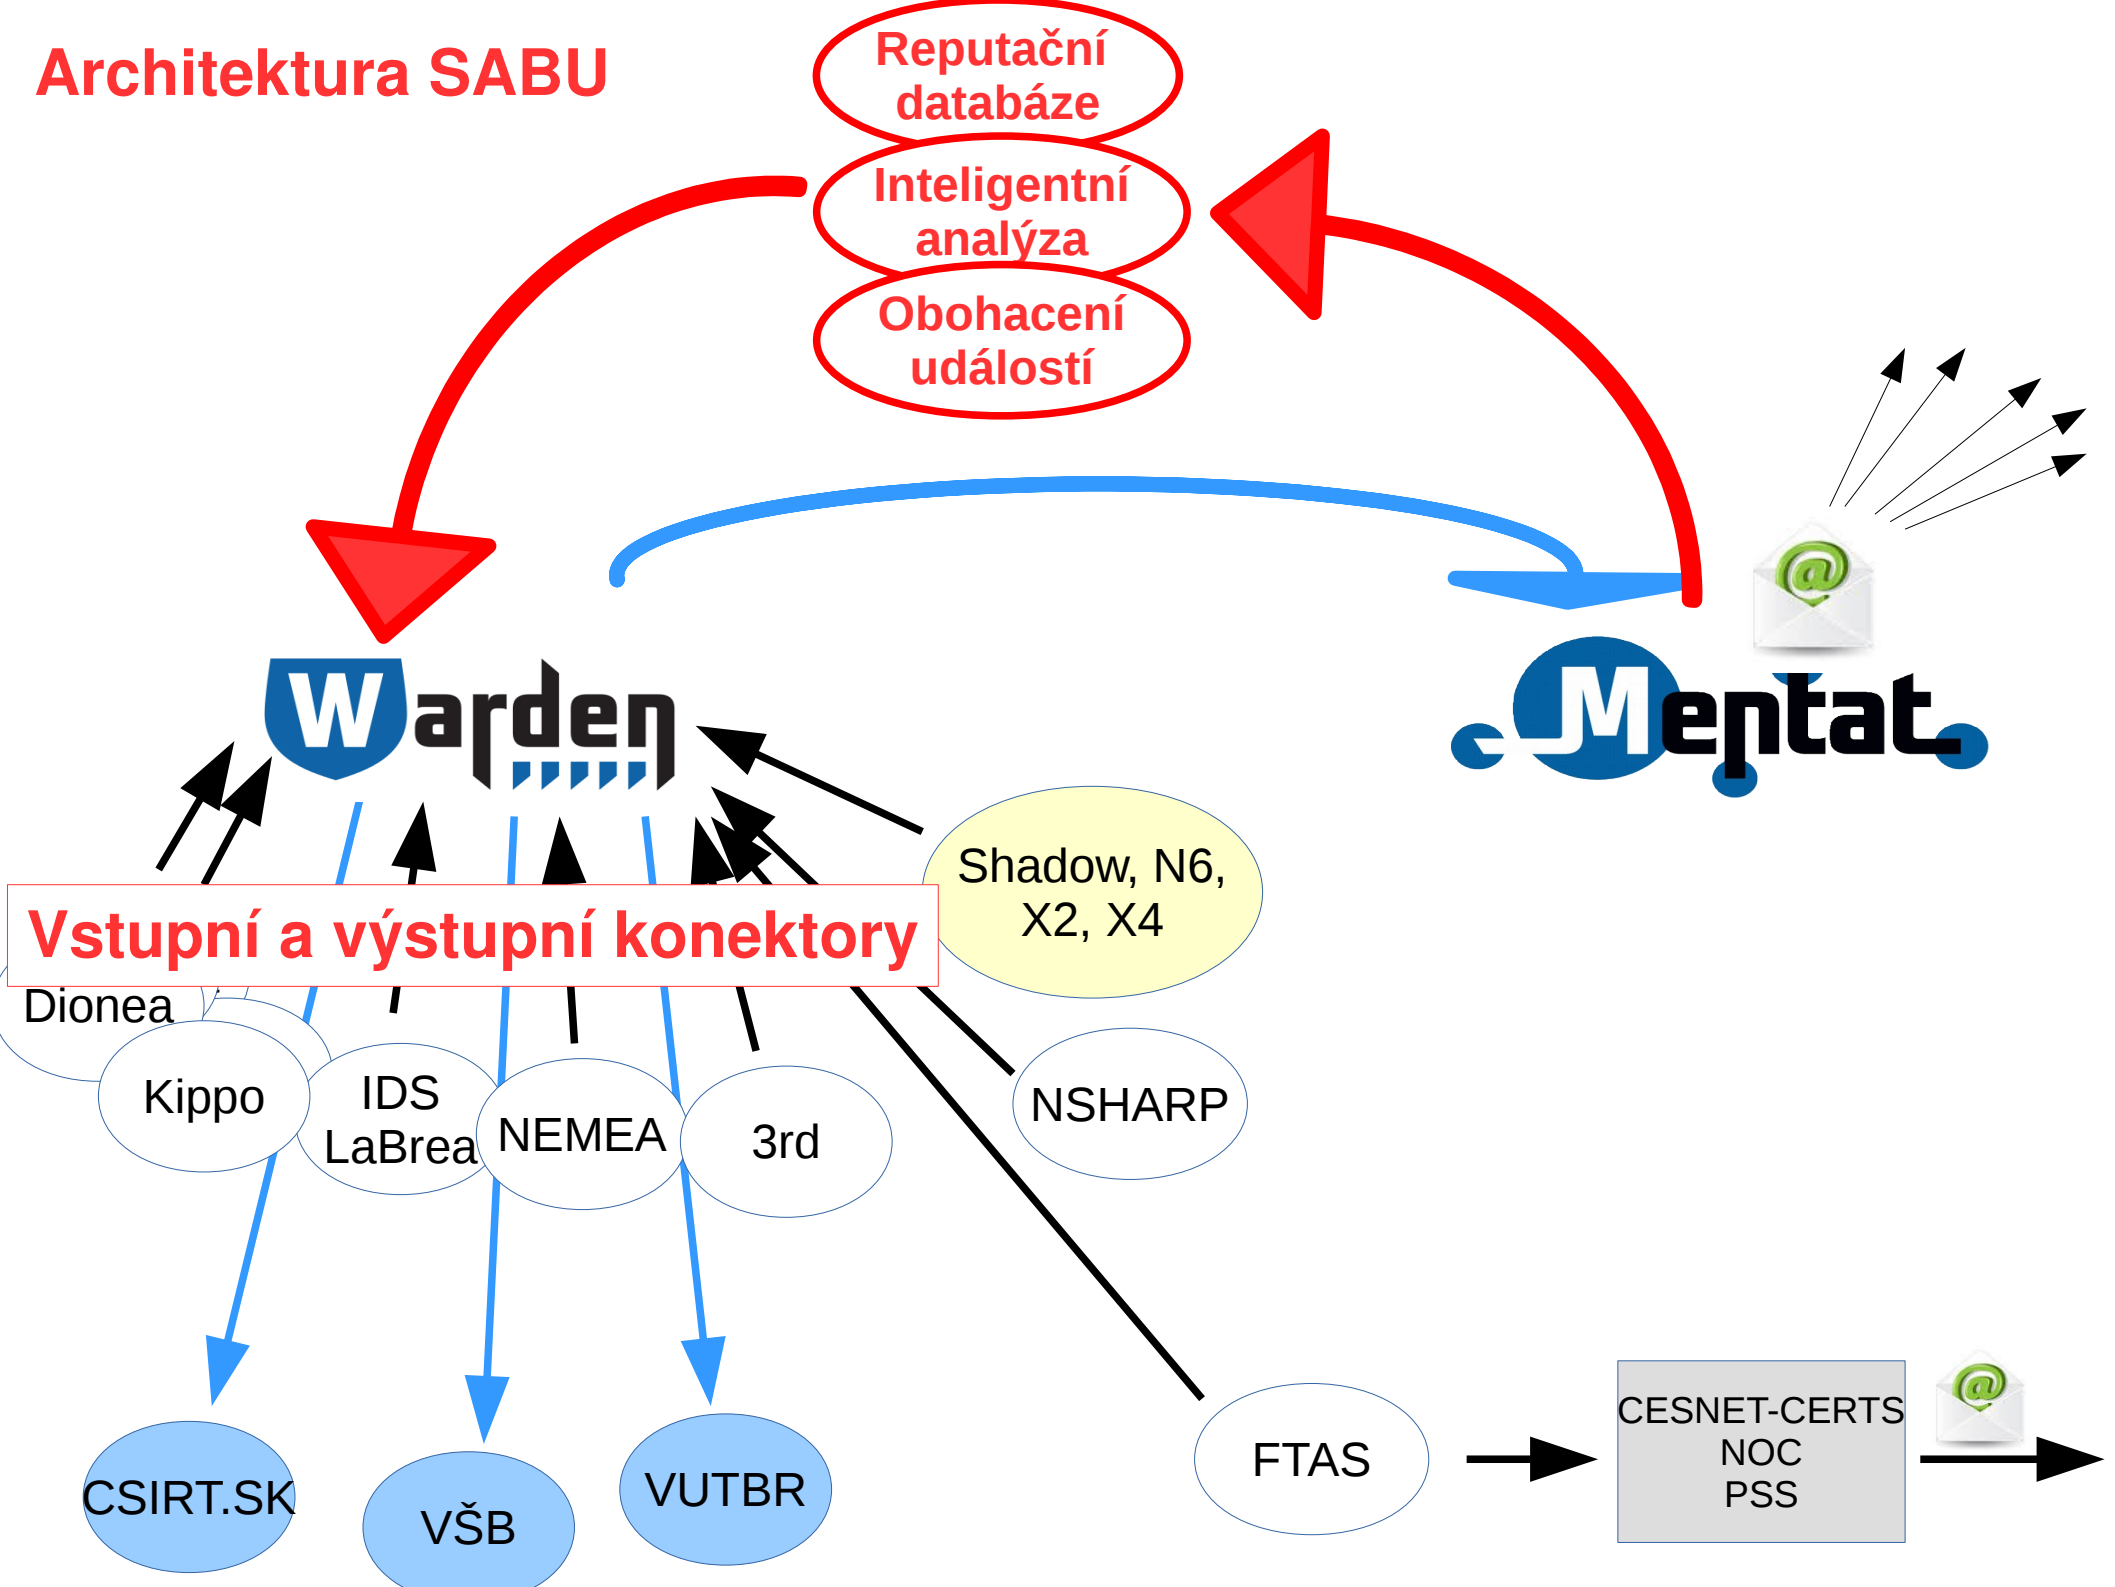 Architektura SABU
Reputační
databáze
Inteligentní
analýza
Obohacení
událostí
Warden
Mentat
Shadow, N6,
X2, X4
Vstupní a výstupní konektory
Dionea
Kippo
IDS
LaBrea
NEMEA
3rd
NSHARP
CSIRT.SK
VŠB
VUTBR
FTAS
CESNET-CERTS
NOC
PSS